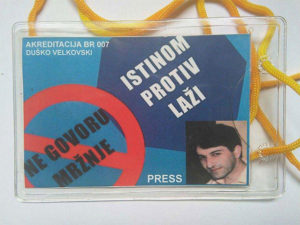 AKREDITACIJA BR 007
DUŠKO VELKOVSKI
ISTINOM
PROTIV
LAŽI
NE GOVORU
MRŽNJE
PRESS